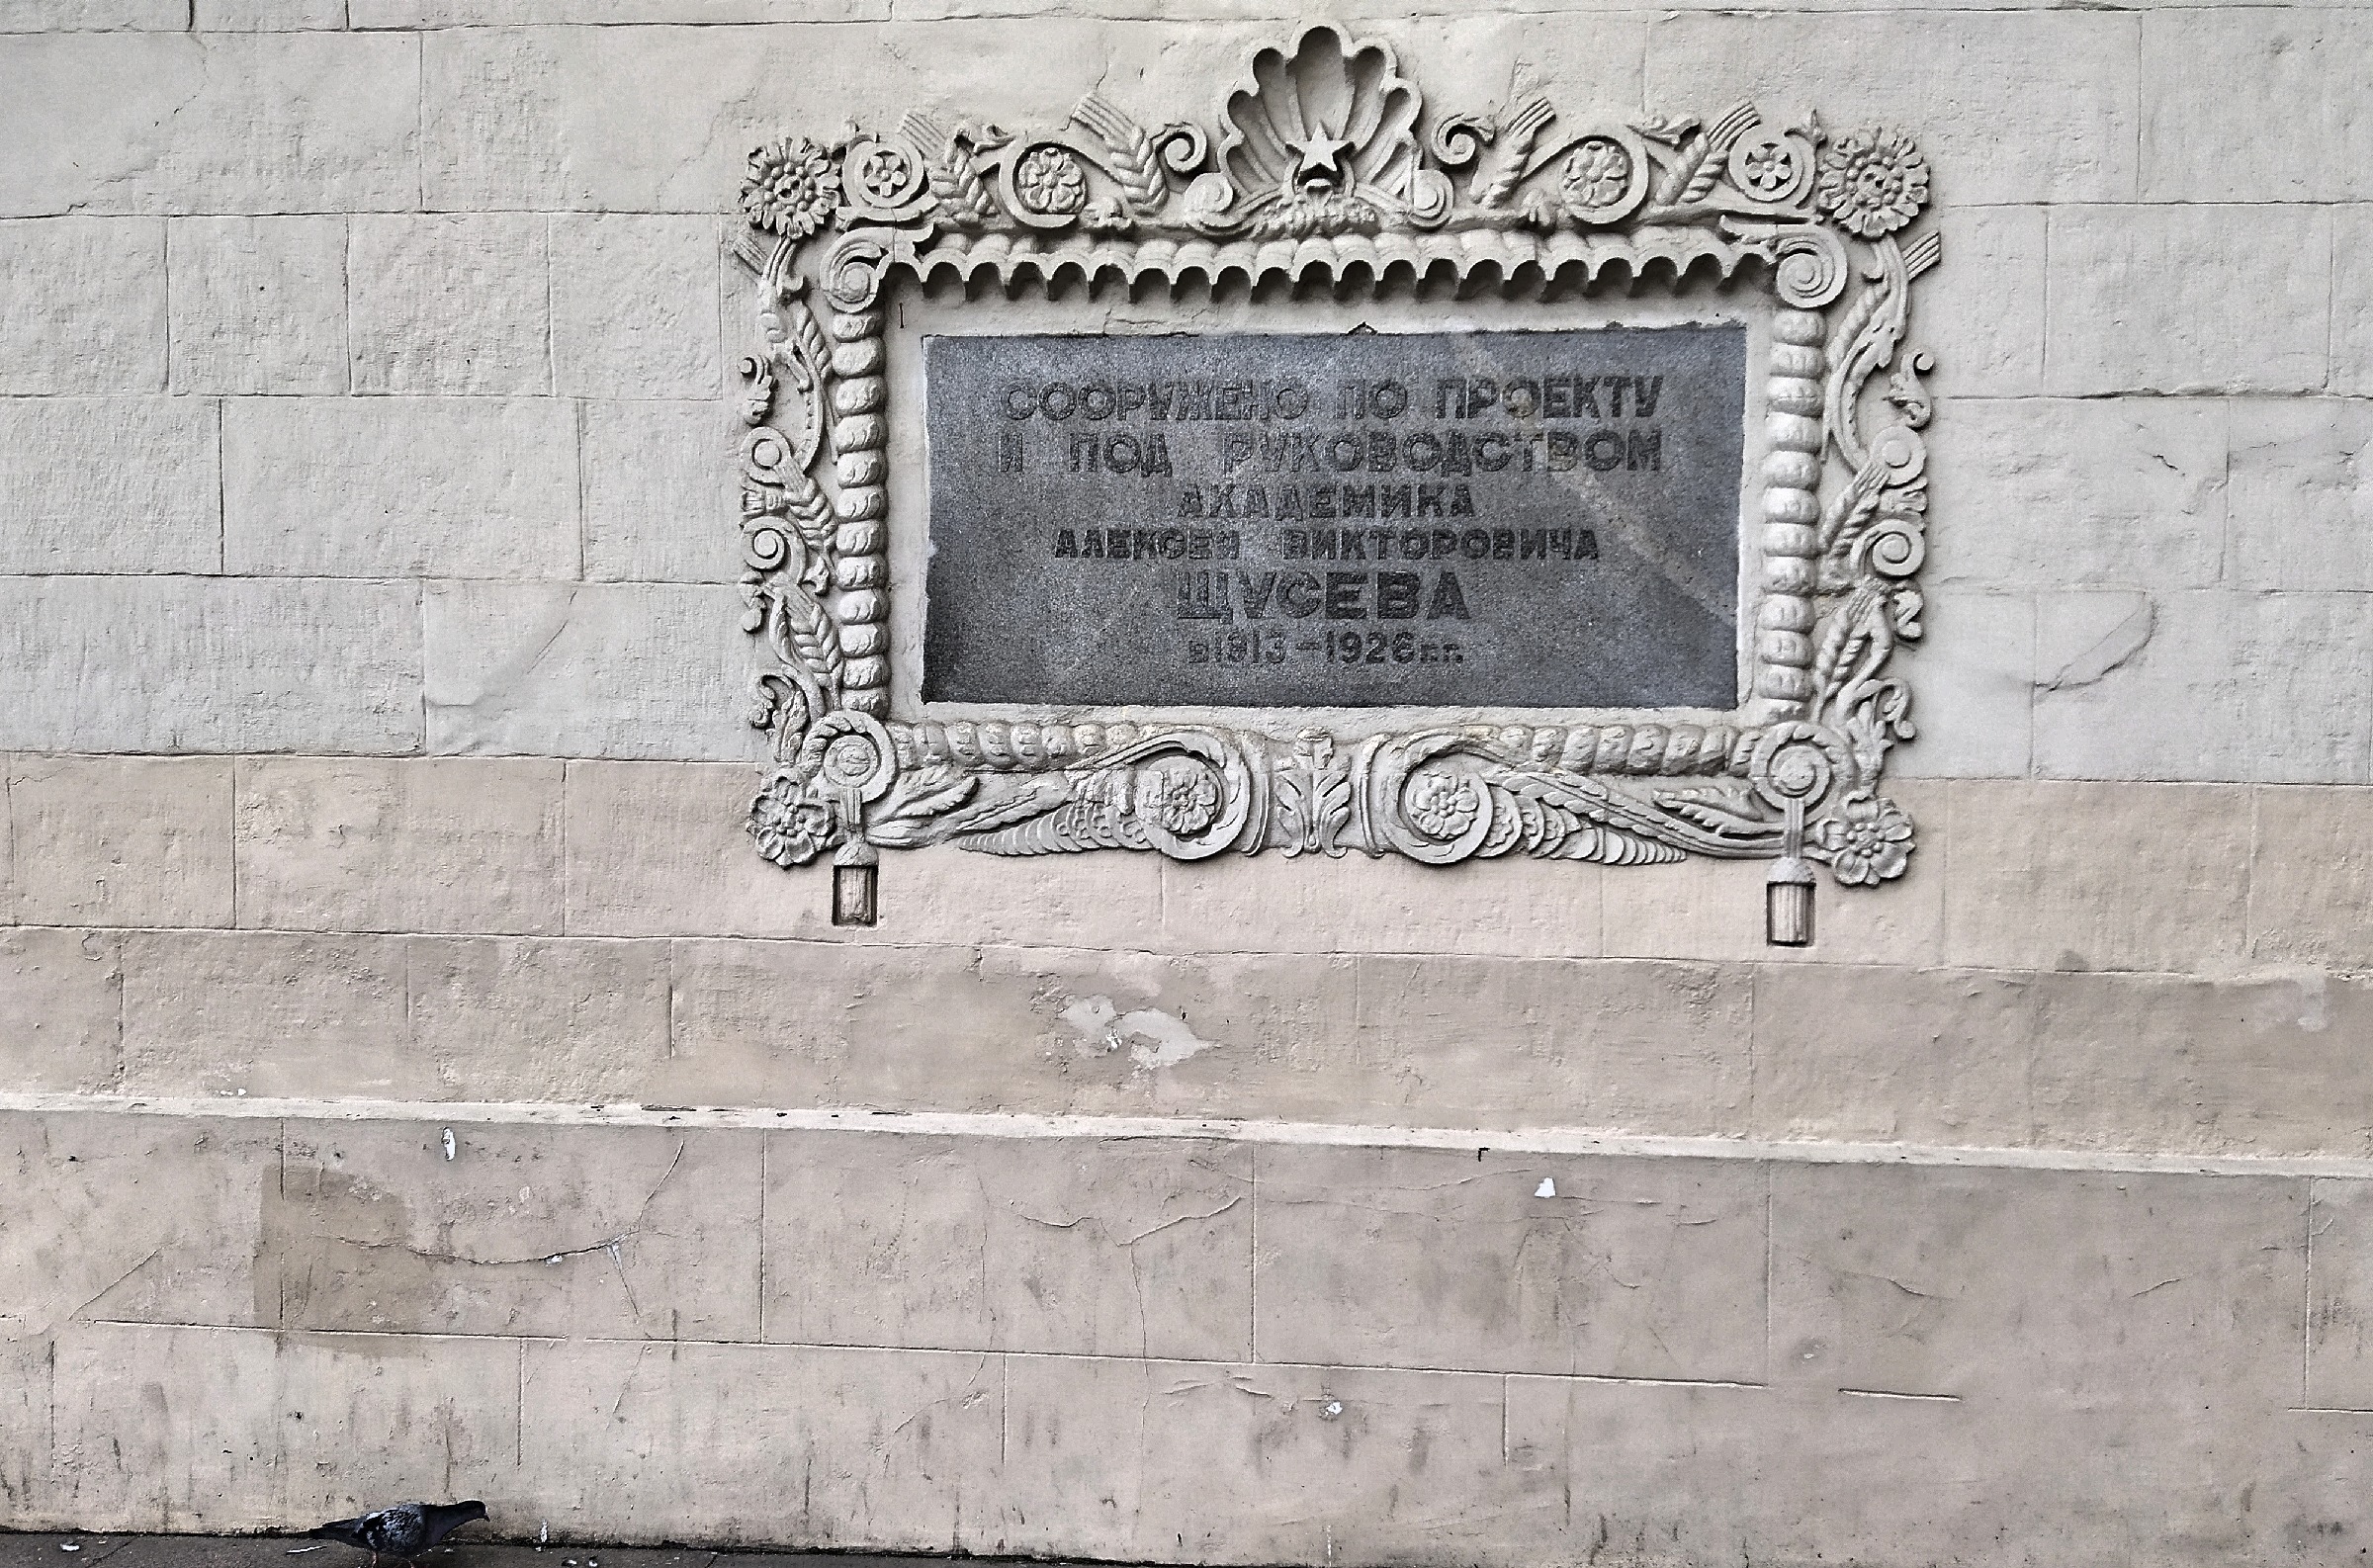 СООРУЖЕНО ПО ПРОЕКТУ
И ПОД РУКОВОДСТВОМ
АКАДЕМИКА
АЛЕКСЕЯ ВИКТОРОВИЧА
ЩУСЕВА
В 1913–1926 г.г.